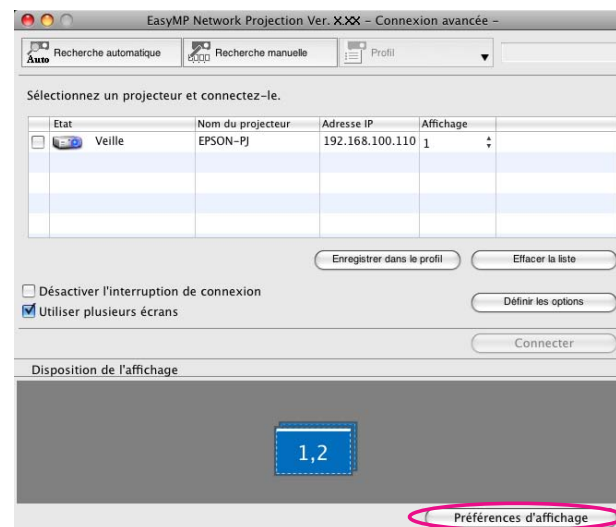 EasyMP Network Projection Ver. X.XX – Connexion avancée –
Auto Recherche automatique Recherche manuelle Profil
Sélectionnez un projecteur et connectez-le.
Etat Nom du projecteur Adresse IP Affichage
Veille EPSON-PJ 192.168.100.110 1
Enregistrer dans le profil Effacer la liste
Désactiver l'interruption de connexion
Définir les options
Utiliser plusieurs écrans
Connecter
Disposition de l'affichage
1,2
Préférences d'affichage